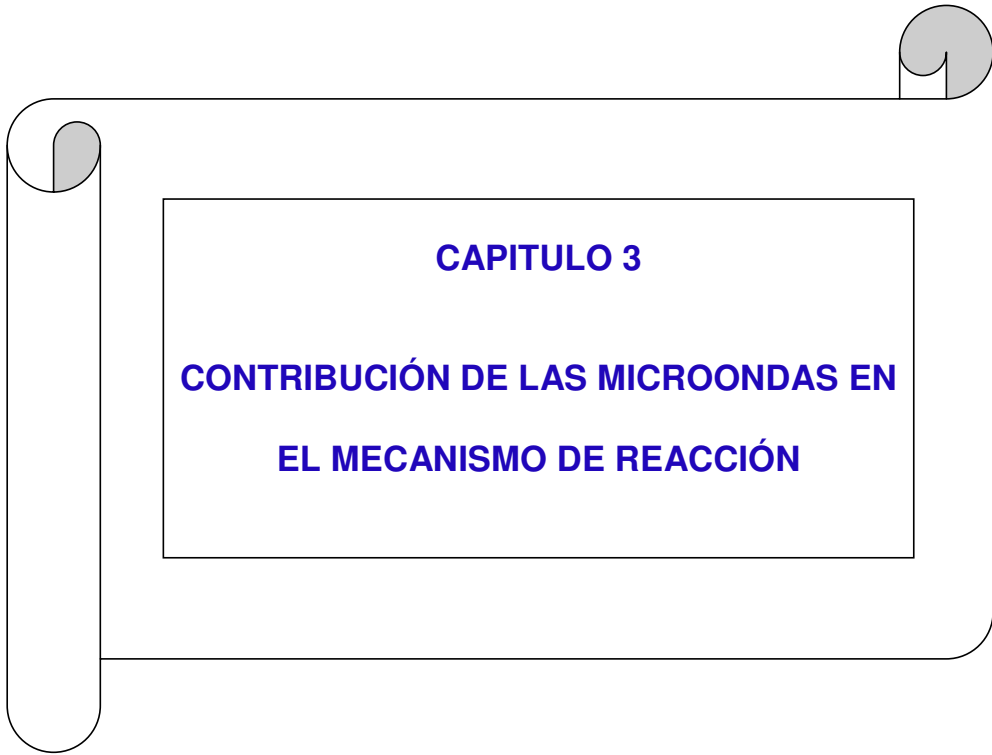 CAPITULO 3
CONTRIBUCIÓN DE LAS MICROONDAS EN
EL MECANISMO DE REACCIÓN